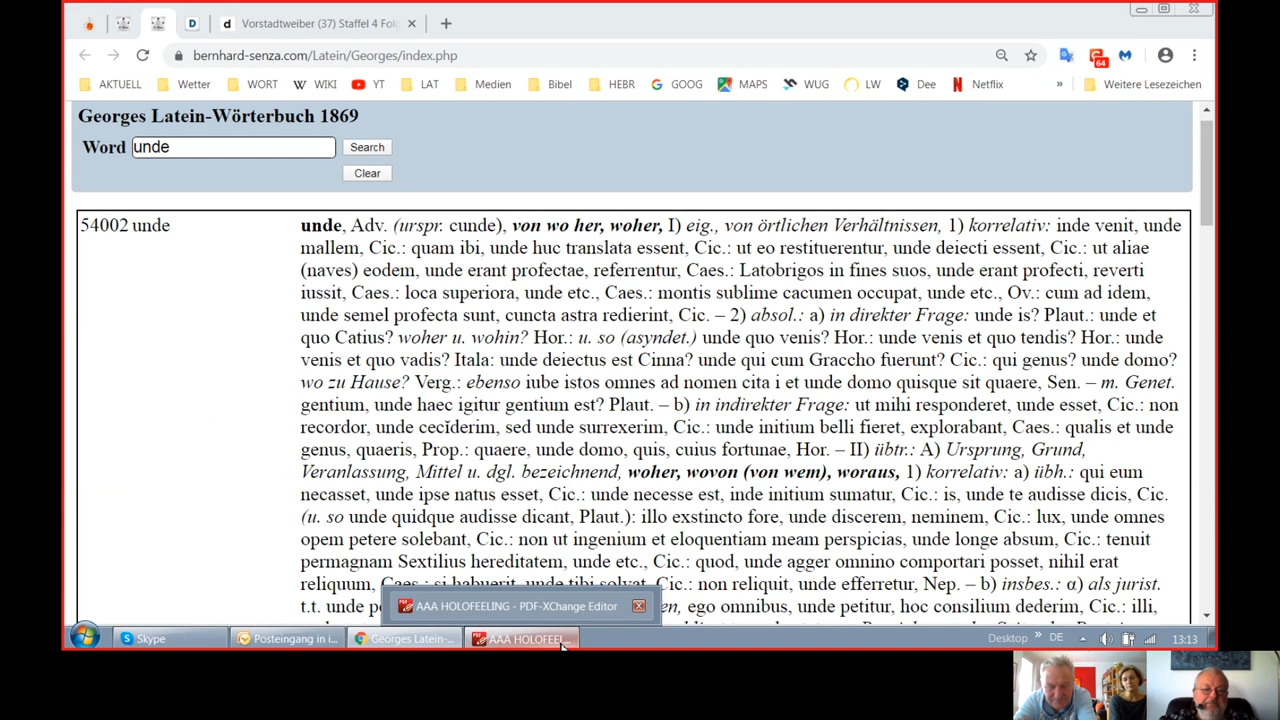 Vorstadtweiber (37) Staffel 4 Folg
bernhard-senza.com/Latein/Georges/index.php
64
AKTUELL Wetter WORT WIKI YT LAT Medien Bibel HEBR GOOG MAPS WUG LW Dee Netflix » Weitere Lesezeichen
Georges Latein-Wörterbuch 1869
Word unde Search
Clear
54002 unde unde, Adv. (urspr. cunde), von wo her, woher, I) eig., von örtlichen Verhältnissen, 1) korrelativ: inde venit, unde
mallem, Cic.: quam ibi, unde huc translata essent, Cic.: ut eo restituerentur, unde deiecti essent, Cic.: ut aliae
(naves) eodem, unde erant profectae, referrentur, Caes.: Latobrigos in fines suos, unde erant profecti, reverti
iussit, Caes.: loca superiora, unde etc., Caes.: montis sublime cacumen occupat, unde etc., Ov.: cum ad idem,
unde semel profecta sunt, cuncta astra redierint, Cic. – 2) absol.: a) in direkter Frage: unde is? Plaut.: unde et
quo Catius? woher u. wohin? Hor.: u. so (asyndet.) unde quo venis? Hor.: unde venis et quo tendis? Hor.: unde
venis et quo vadis? Itala: unde deiectus est Cinna? unde qui cum Graccho fuerunt? Cic.: qui genus? unde domo?
wo zu Hause? Verg.: ebenso iube istos omnes ad nomen cita i et unde domo quisque sit quaere, Sen. – m. Genet.
gentium, unde haec igitur gentium est? Plaut. – b) in indirekter Frage: ut mihi responderet, unde esset, Cic.: non
recordor, unde cecĭderim, sed unde surrexerim, Cic.: unde initium belli fieret, explorabant, Caes.: qualis et unde
genus, quaeris, Prop.: quaere, unde domo, quis, cuius fortunae, Hor. – II) übtr.: A) Ursprung, Grund,
Veranlassung, Mittel u. dgl. bezeichnend, woher, wovon (von wem), woraus, 1) korrelativ: a) übh.: qui eum
necasset, unde ipse natus esset, Cic.: unde necesse est, inde initium sumatur, Cic.: is, unde te audisse dicis, Cic.
(u. so unde quidque audisse dicant, Plaut.): illo exstincto fore, unde discerem, neminem, Cic.: lux, unde omnes
opem petere solebant, Cic.: non ut ingenium et eloquentiam meam perspicias, unde longe absum, Cic.: tenuit
permagnam Sextilius hereditatem, unde etc., Cic.: quod, unde agger omnino comportari posset, nihil erat
reliquum, Caes.: si habuerit, unde tibi solvat, Cic.: non reliquit, unde efferretur, Nep. – b) insbes.: α) als jurist.
AAA HOLOFEELING - PDF-XChange Editor
t.t. unde ego omnibus, unde petitur, hoc consilium dederim, Cic.: illi,
Skype Posteingang in i... Georges Latein-... AAA HOLOFEEL... Desktop » DE 13:13